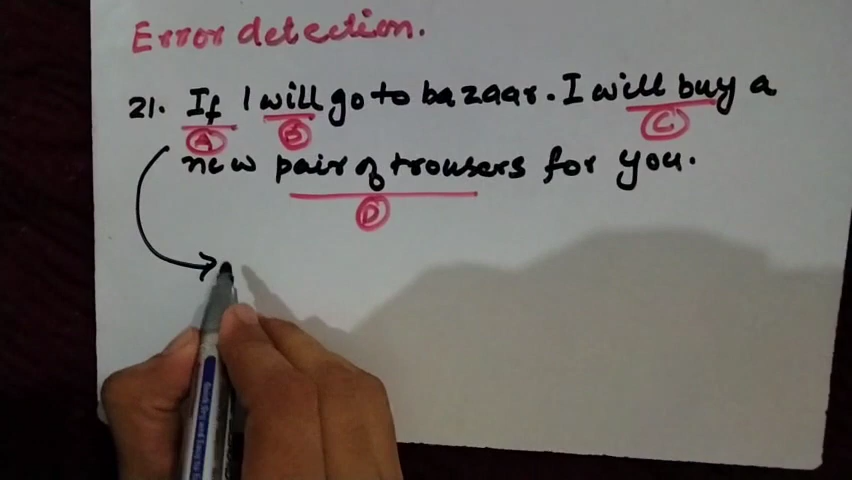 Error detection.
21. If I will go to bazaar. I will buy a
A B C
new pair of trousers for you.
D